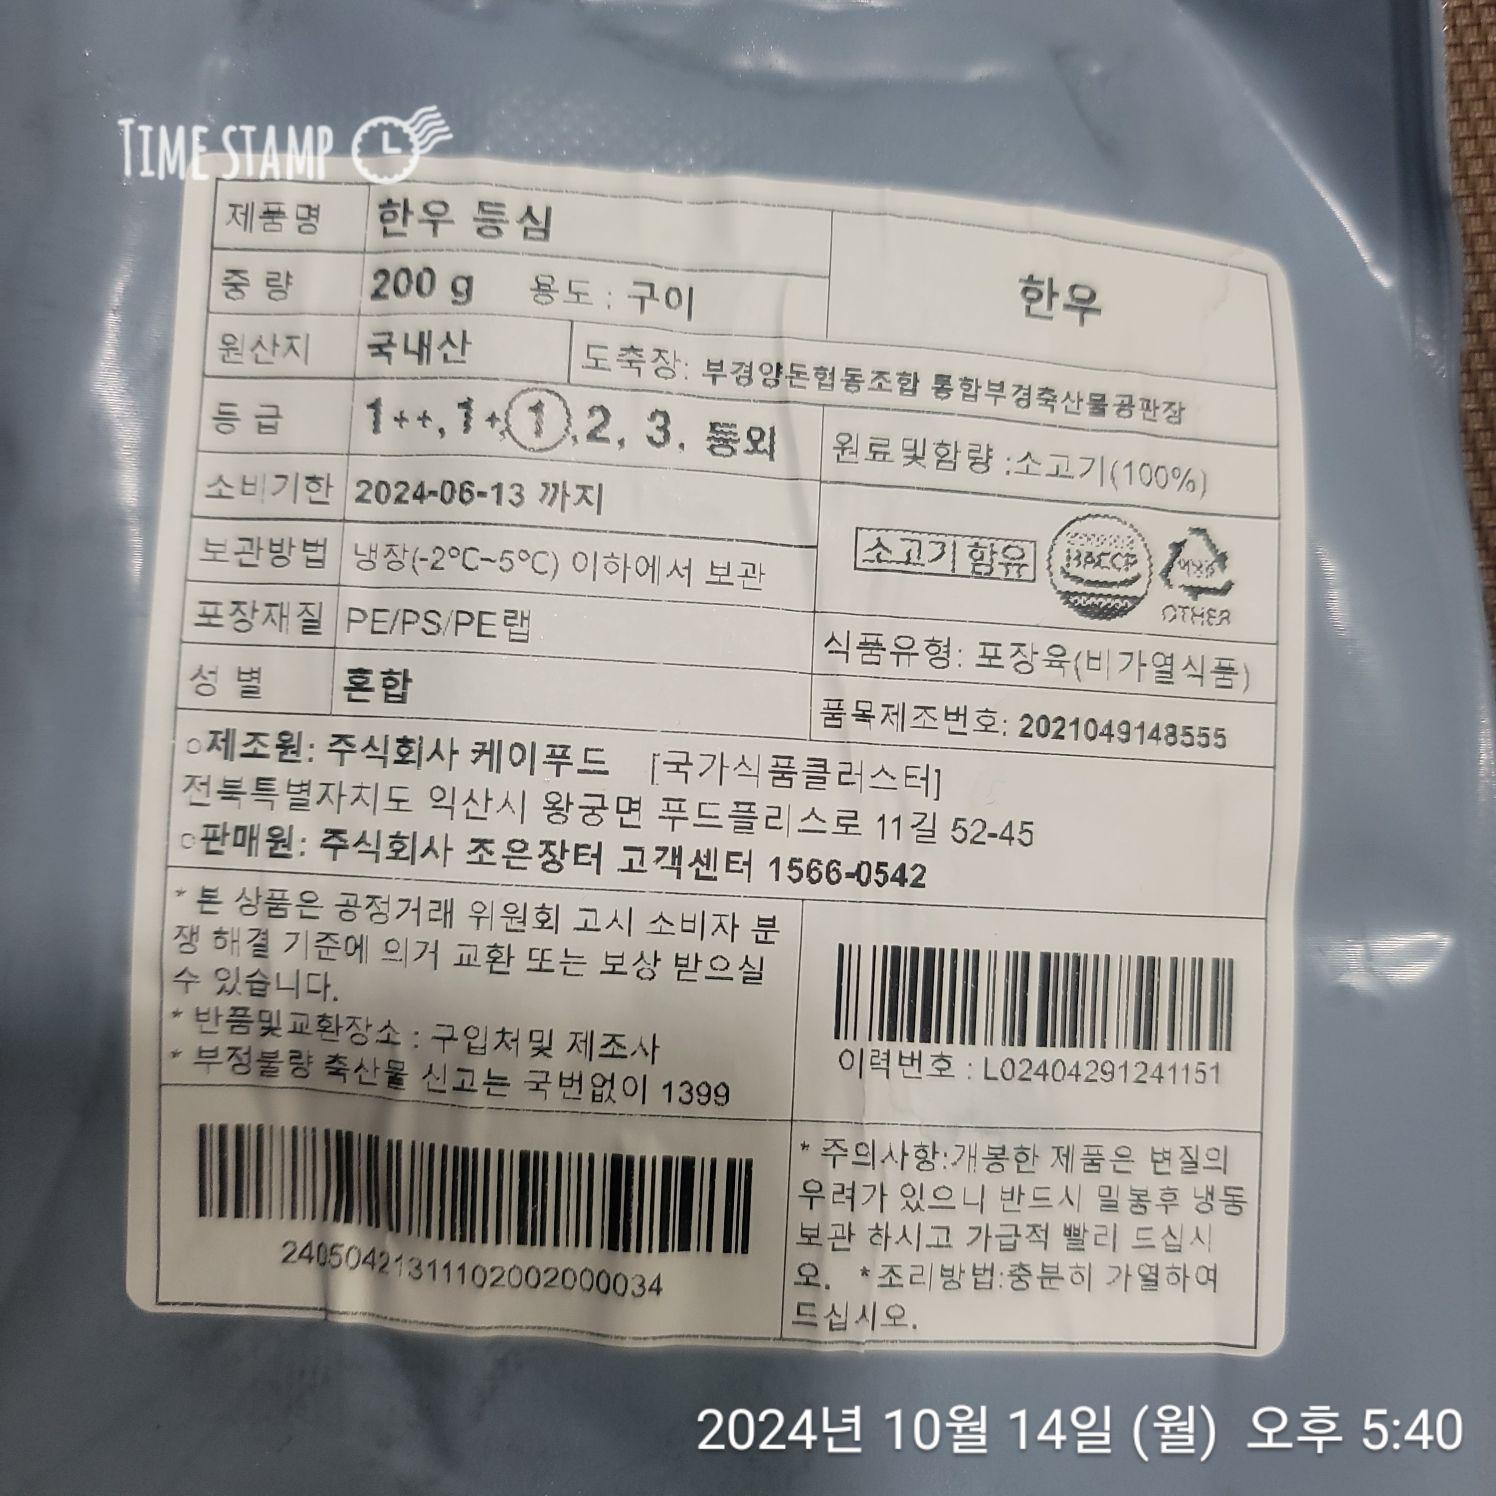 TIME STAMP
제품명 한우 등심
한우
중 량 200 g 용도 : 구이
원산지 국내산 도축장: 부경양돈협동조합 통합부경축산물공판장
등 급 1++, 1+, 1, 2, 3, 등외
원료및함량 :소고기(100%)
소비기한 2024-06-13 까지
소고기 함유 HACCP OTHER
보관방법 냉장(-2℃~5℃) 이하에서 보관
포장재질 PE/PS/PE랩
식품유형: 포장육(비가열식품)
성 별 혼합
품목제조번호: 2021049148555
○제조원: 주식회사 케이푸드 [국가식품클러스터]
전북특별자치도 익산시 왕궁면 푸드폴리스로 11길 52-45
○판매원: 주식회사 조은장터 고객센터 1566-0542
* 본 상품은 공정거래 위원회 고시 소비자 분
쟁 해결 기준에 의거 교환 또는 보상 받으실
수 있습니다.
* 반품및교환장소 : 구입처및 제조사
* 부정불량 축산물 신고는 국번없이 1399
이력번호 : L02404291241151
24050421311102002000034
* 주의사항:개봉한 제품은 변질의
우려가 있으니 반드시 밀봉후 냉동
보관 하시고 가급적 빨리 드십시
오. *조리방법:충분히 가열하여
드십시오.
2024년 10월 14일 (월) 오후 5:40